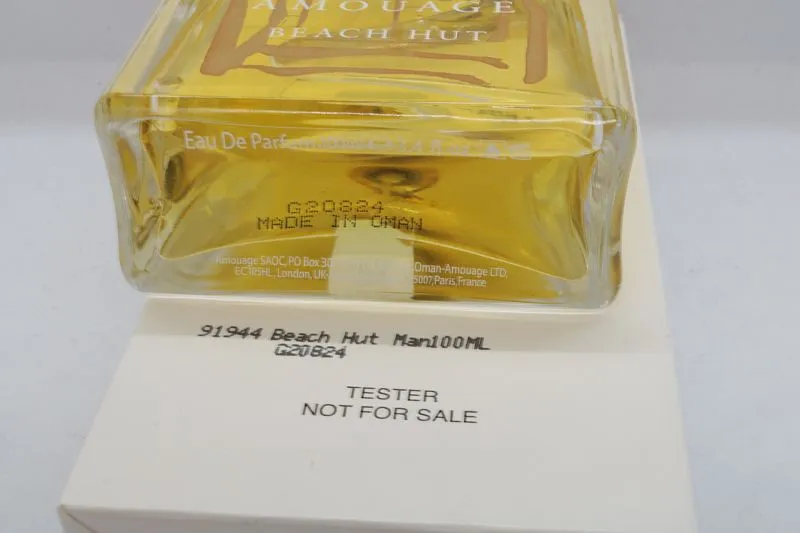 AMOUAGE
BEACH HUT
Eau De Parfum
G20824
MADE IN OMAN
Amouage SAOC, PO Box Oman-Amouage LTD,
EC1R5HL, London, UK- Paris, France
91944 Beach Hut Man100ML
G20824
TESTER
NOT FOR SALE